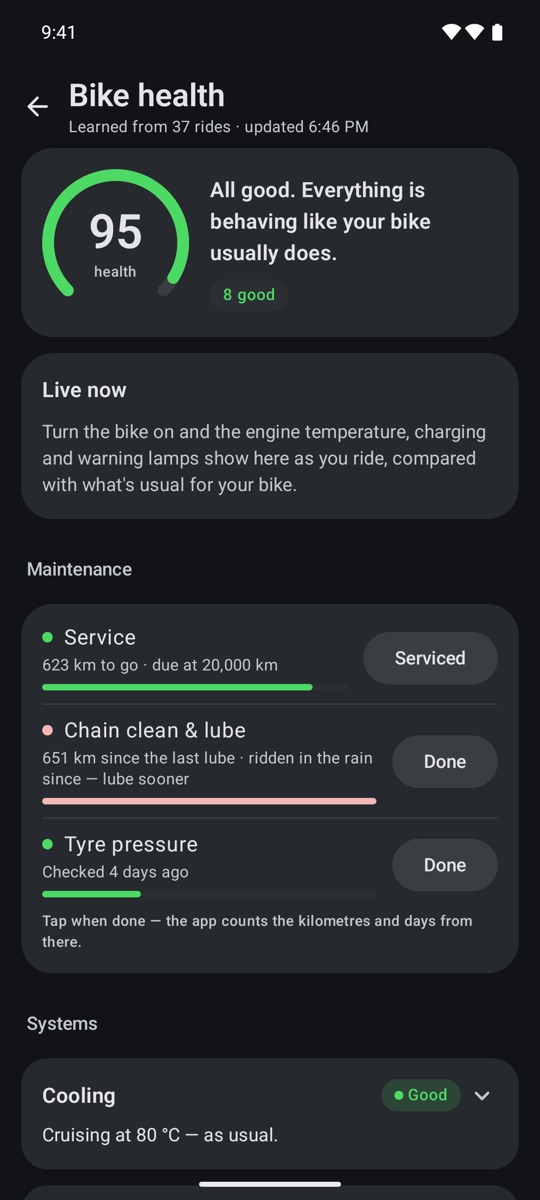 9:41
Bike health
Learned from 37 rides · updated 6:46 PM
95
health
All good. Everything is
behaving like your bike
usually does.
8 good
Live now
Turn the bike on and the engine temperature, charging
and warning lamps show here as you ride, compared
with what's usual for your bike.
Maintenance
Service
623 km to go · due at 20,000 km
Serviced
Chain clean & lube
651 km since the last lube · ridden in the rain
since — lube sooner
Done
Tyre pressure
Checked 4 days ago
Done
Tap when done — the app counts the kilometres and days from
there.
Systems
Cooling
Good
Cruising at 80 °C — as usual.